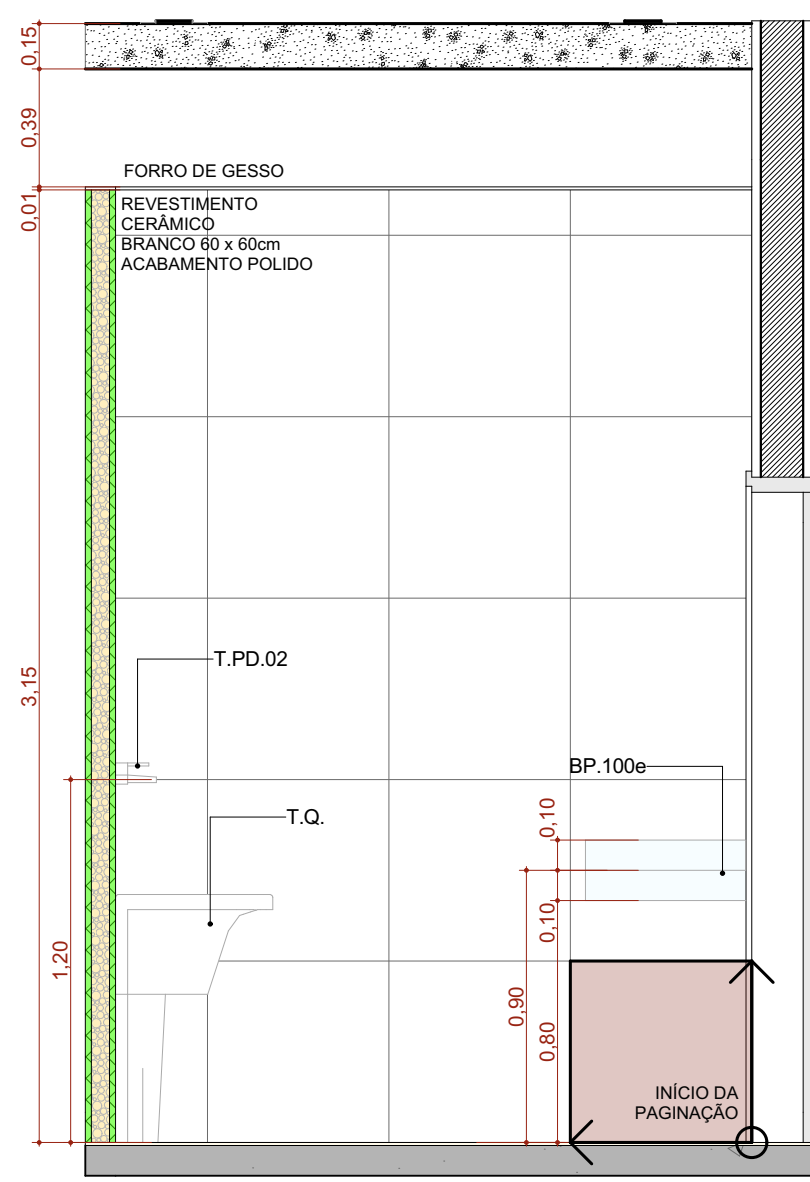 0,15
0,39
FORRO DE GESSO
0,01
REVESTIMENTO
CERÂMICO
BRANCO 60 x 60cm
ACABAMENTO POLIDO
3,15
T.PD.02
BP.100e
T.Q.
0,10
0,10
1,20
0,90
0,80
INÍCIO DA
PAGINAÇÃO